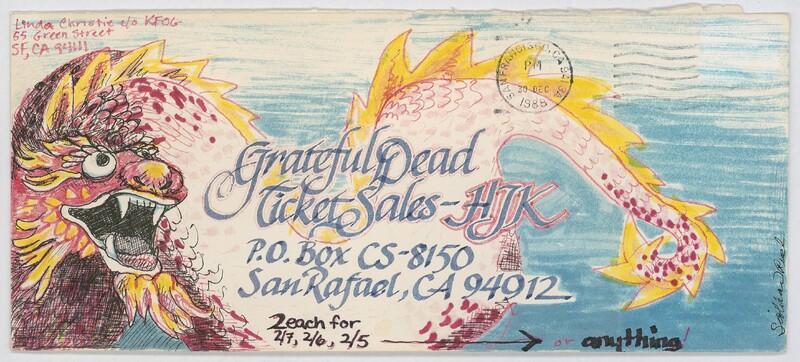 Linda Christie c/o KFOG
55 Green Street
SF, CA 94111
SAN FRANCISCO, CA
PM
30 DEC
1988
Grateful Dead
Ticket Sales-HJK
P.O. Box CS-8150
San Rafael, CA 94912
2 each for
2/7, 2/6, 2/5 → or anything!